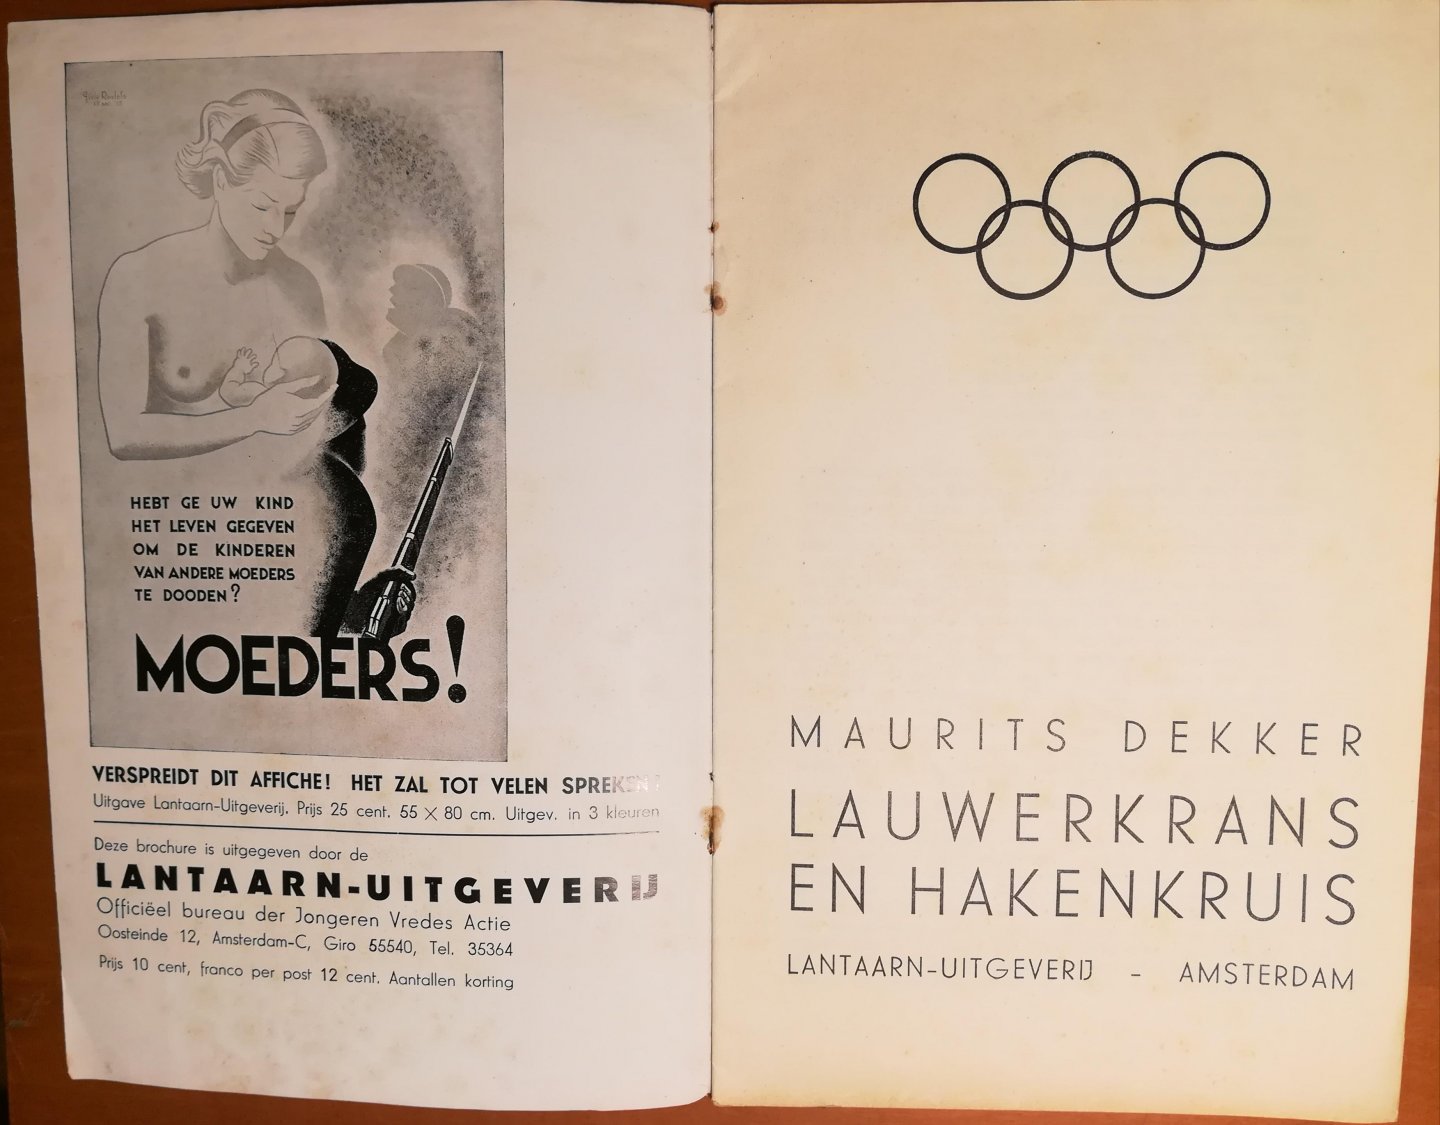 HEBT GE UW KIND
HET LEVEN GEGEVEN
OM DE KINDEREN
VAN ANDERE MOEDERS
TE DOODEN?
MOEDERS!
VERSPREIDT DIT AFFICHE! HET ZAL TOT VELEN SPREKEN!
Uitgave Lantaarn-Uitgeverij. Prijs 25 cent. 55 X 80 cm. Uitgev. in 3 kleuren
Deze brochure is uitgegeven door de
LANTAARN-UITGEVERIJ
Officiëel bureau der Jongeren Vredes Actie
Oosteinde 12, Amsterdam-C, Giro 55540, Tel. 35364
Prijs 10 cent, franco per post 12 cent. Aantallen korting
MAURITS DEKKER
LAUWERKRANS
EN HAKENKRUIS
LANTAARN-UITGEVERIJ - AMSTERDAM